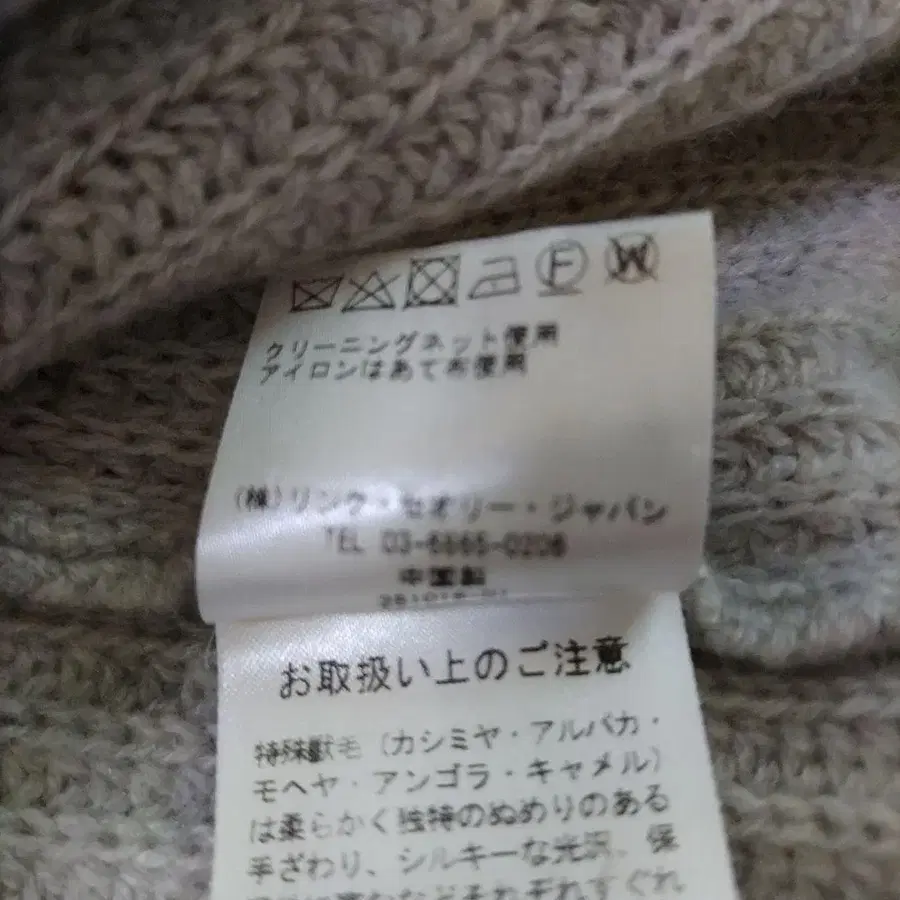 F W
クリーニングネット使用
アイロンはあて布使用
(株)リンク・セオリー・ジャパン
TEL 03-6865-0206
中国製
お取扱い上のご注意
特殊獣毛(カシミヤ・アルパカ・
モヘヤ・アンゴラ・キャメル)
は柔らかく独特のぬめりのある
手ざわり、シルキーな光沢、保